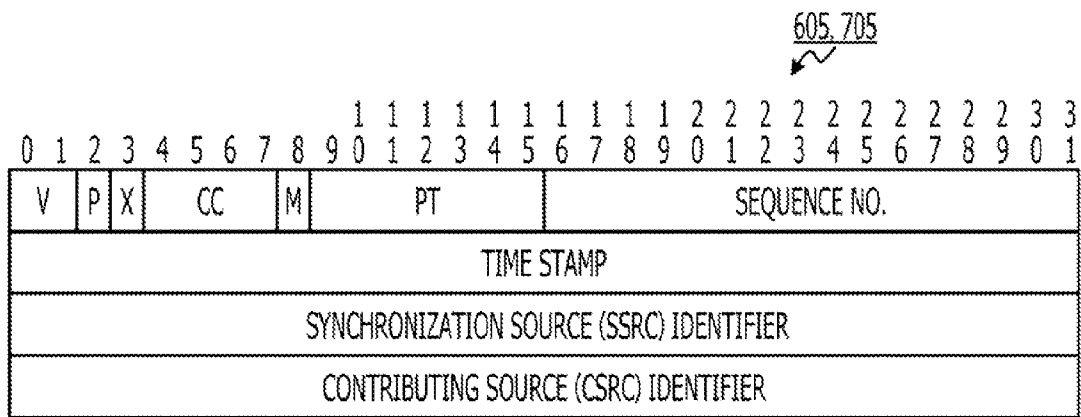 605, 705
1 1 1 1 1 1 1 1 1 1 2 2 2 2 2 2 2 2 2 2 3 3
0 1 2 3 4 5 6 7 8 9 0 1 2 3 4 5 6 7 8 9 0 1 2 3 4 5 6 7 8 9 0 1
V P X CC M PT SEQUENCE NO.
TIME STAMP
SYNCHRONIZATION SOURCE (SSRC) IDENTIFIER
CONTRIBUTING SOURCE (CSRC) IDENTIFIER